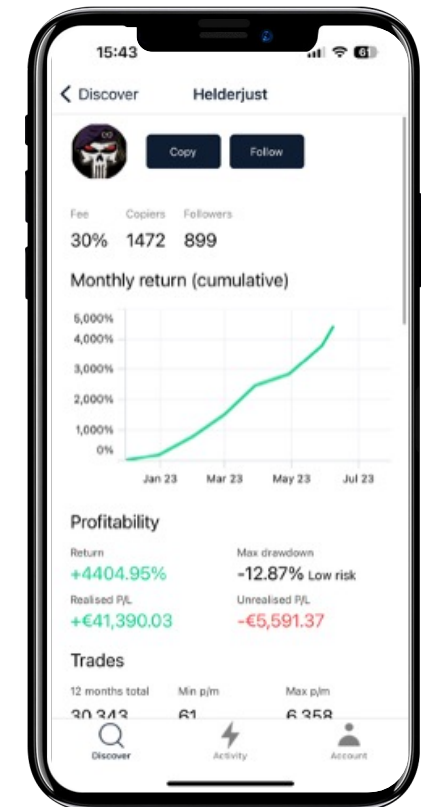 15:43 61
Discover Helderjust
Copy Follow
Fee Copiers Followers
30% 1472 899
Monthly return (cumulative)
5,000%
4,000%
3,000%
2,000%
1,000%
0%
Jan 23 Mar 23 May 23 Jul 23
Profitability
Return Max drawdown
+4404.95% -12.87% Low risk
Realised P/L Unrealised P/L
+€41,390.03 -€5,591.37
Trades
12 months total Min p/m Max p/m
30,343 61 6,358
Discover Activity Account